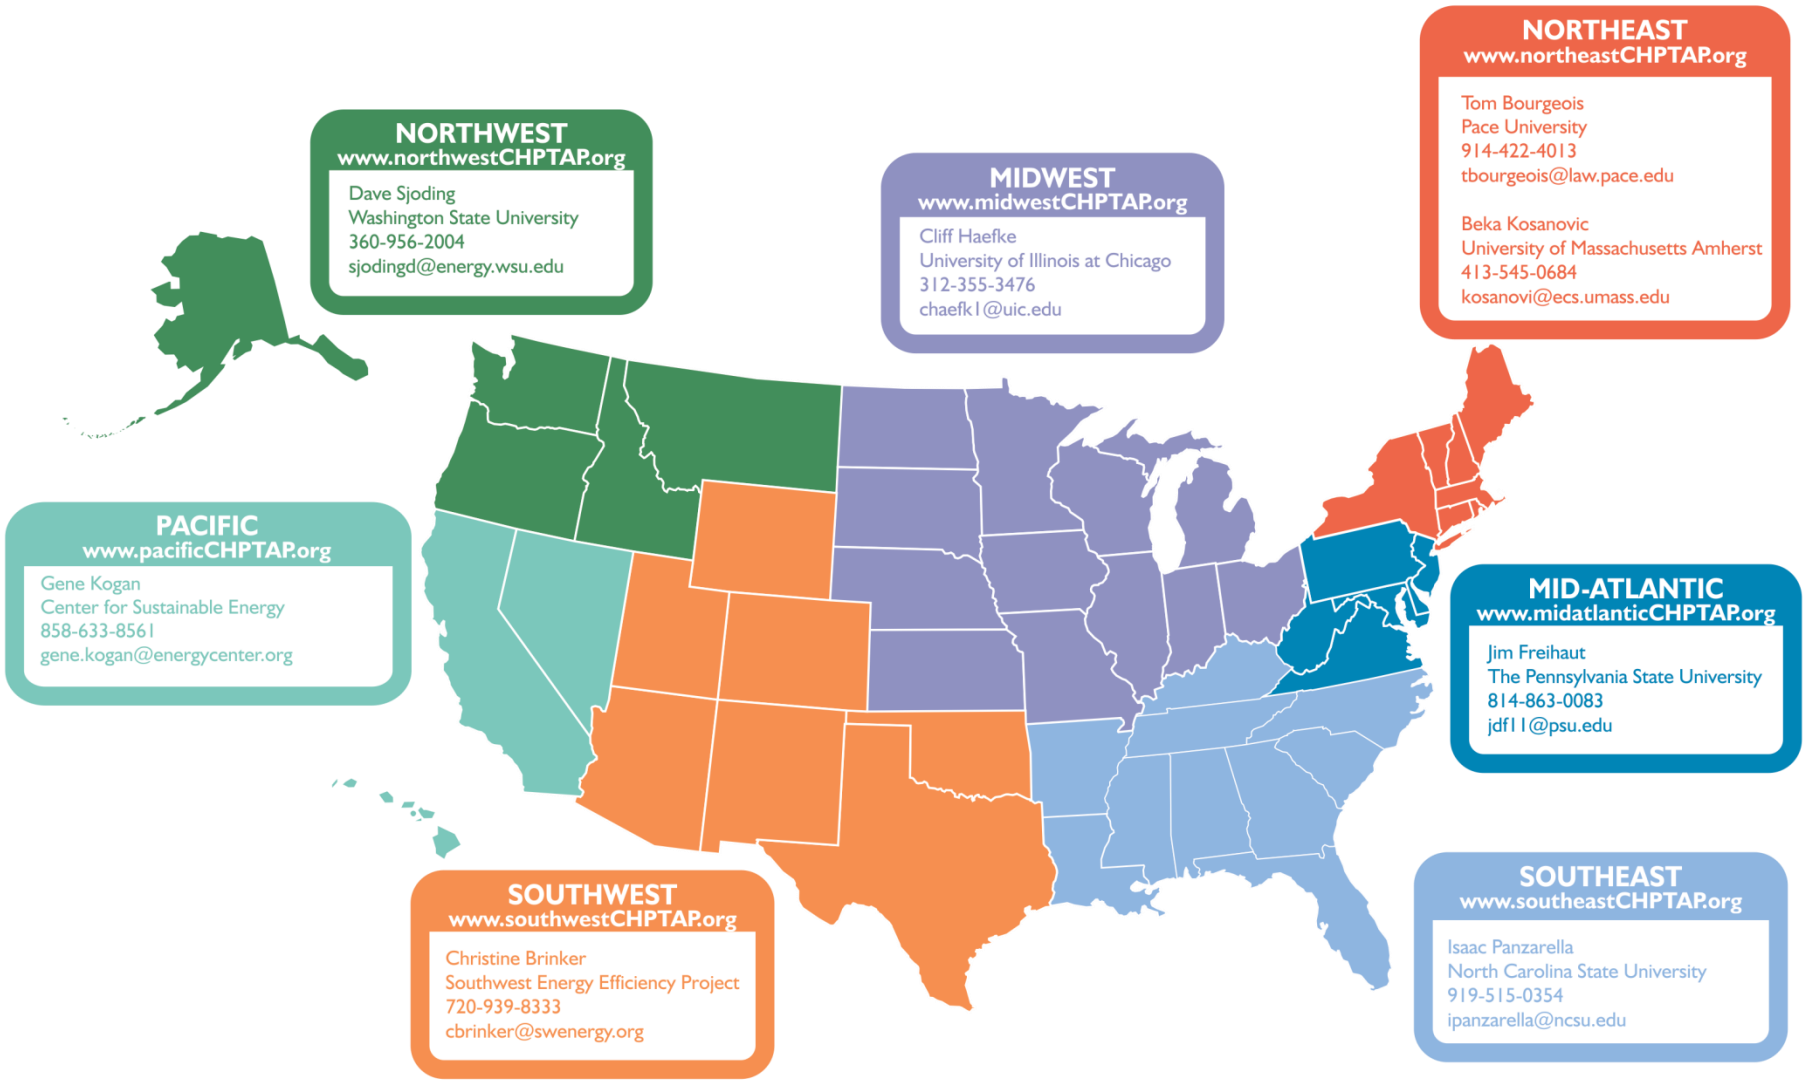 NORTHEAST
www.northeastCHPTAP.org
Tom Bourgeois
Pace University
914-422-4013
tbourgeois@law.pace.edu
Beka Kosanovic
University of Massachusetts Amherst
413-545-0684
kosanovi@ecs.umass.edu
NORTHWEST
www.northwestCHPTAP.org
Dave Sjoding
Washington State University
360-956-2004
sjodingd@energy.wsu.edu
MIDWEST
www.midwestCHPTAP.org
Cliff Haefke
University of Illinois at Chicago
312-355-3476
chaefk1@uic.edu
PACIFIC
www.pacificCHPTAP.org
Gene Kogan
Center for Sustainable Energy
858-633-8561
gene.kogan@energycenter.org
MID-ATLANTIC
www.midatlanticCHPTAP.org
Jim Freihaut
The Pennsylvania State University
814-863-0083
jdf11@psu.edu
SOUTHWEST
www.southwestCHPTAP.org
Christine Brinker
Southwest Energy Efficiency Project
720-939-8333
cbrinker@swenergy.org
SOUTHEAST
www.southeastCHPTAP.org
Isaac Panzarella
North Carolina State University
919-515-0354
ipanzarella@ncsu.edu